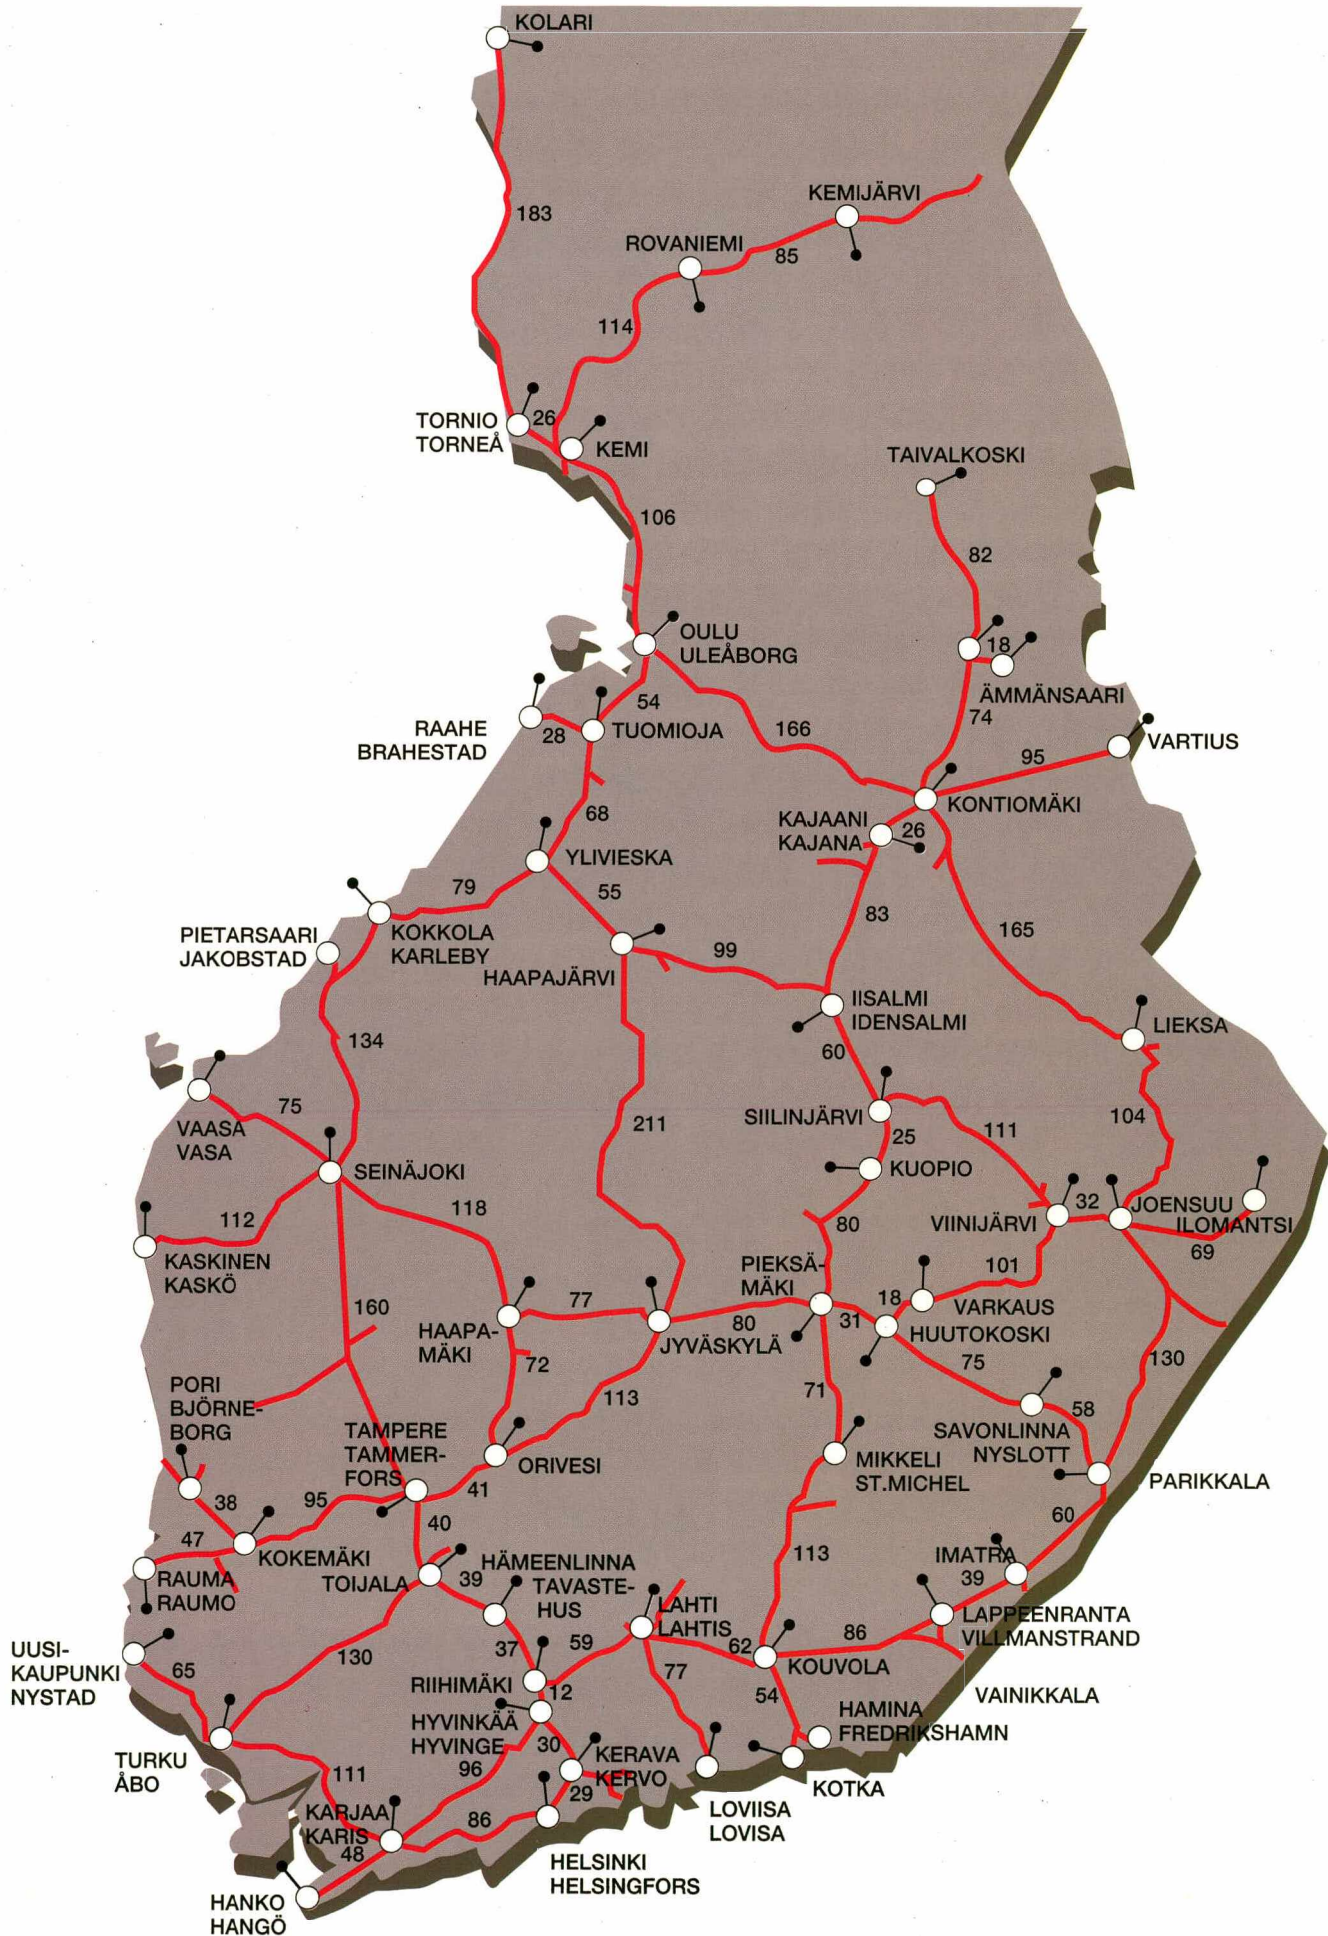 KOLARI
183
KEMIJÄRVI
ROVANIEMI
85
114
TORNIO
TORNEÅ
26
KEMI
TAIVALKOSKI
106
82
OULU
ULEÅBORG
18
ÄMMÄNSAARI
54
74
RAAHE
BRAHESTAD
28
TUOMIOJA
166
95
VARTIUS
68
KONTIOMÄKI
KAJAANI
KAJANA
26
YLIVIESKA
79
55
83
PIETARSAARI
JAKOBSTAD
KOKKOLA
KARLEBY
HAAPAJÄRVI
99
165
IISALMI
IDENSALMI
LIEKSA
134
60
75
VAASA
VASA
211
SIILINJÄRVI
25
111
104
SEINÄJOKI
KUOPIO
118
112
80
VIINIJÄRVI
32
JOENSUU
ILOMANTSI
69
KASKINEN
KASKÖ
PIEKSÄ-
MÄKI
101
160
77
80
31
18
VARKAUS
HAAPA-
MÄKI
JYVÄSKYLÄ
HUUTOKOSKI
72
75
130
113
71
PORI
BJÖRNE-
BORG
58
TAMPERE
TAMMER-
FORS
SAVONLINNA
NYSLOTT
ORIVESI
MIKKELI
ST.MICHEL
PARIKKALA
41
38
95
60
40
47
KOKEMÄKI
113
HÄMEENLINNA
TAVASTE-
HUS
IMATRA
39
RAUMA
RAUMO
TOIJALA
39
LAHTI
LAHTIS
LAPPEENRANTA
VILLMANSTRAND
UUSI-
KAUPUNKI
NYSTAD
65
130
37
59
62
86
KOUVOLA
77
RIIHIMÄKI
12
54
VAINIKKALA
HYVINKÄÄ
HYVINGE
HAMINA
FREDRIKSHAMN
30
TURKU
ÅBO
KERAVA
KERVO
111
96
29
KOTKA
KARJAA
KARIS
86
LOVIISA
LOVISA
48
HELSINKI
HELSINGFORS
HANKO
HANGÖ